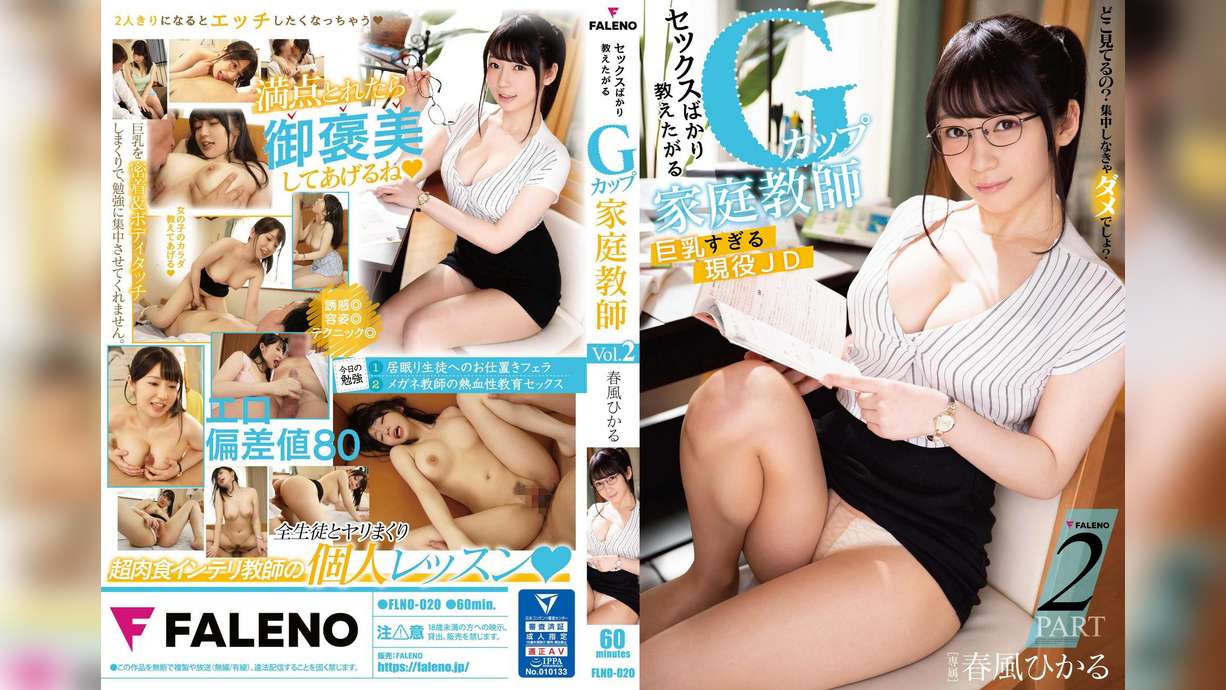 2人きりになるとエッチしたくなっちゃう♥
満点とれたら
御褒美
してあげるね♥
巨乳を密着&ボディタッチ
しまくりで、勉強に集中させてくれません。
女の子のカラダ
教えてあげる♥
誘惑◎
容姿◎
テクニック◎
今日の
勉強
1 居眠り生徒へのお仕置きフェラ
2 メガネ教師の熱血性教育セックス
エロ
偏差値80
全生徒とヤリまくり
超肉食インテリ教師の 個人レッスン♥
FALENO
●FLNO-020 ●60min.
注⚠意
18歳未満の方への映示、
貸出、販売を禁じます。
販売:FALENO
https://faleno.jp/
審査済証
成人指定
適正AV
IPPA
No.010133
●この作品を無断で複製や放送(無線/有線)、違法配信することを固く禁じます。
FALENO
セックスばかり
教えたがる
Gカップ
家庭教師
Vol.2
春風ひかる
60
minutes
FLNO-020
セックスばかり
教えたがる
Gカップ
家庭教師
巨乳すぎる
現役JD
どこ見てるの?集中しなきゃダメでしょ?
FALENO
2
PART
[専属]春風ひかる